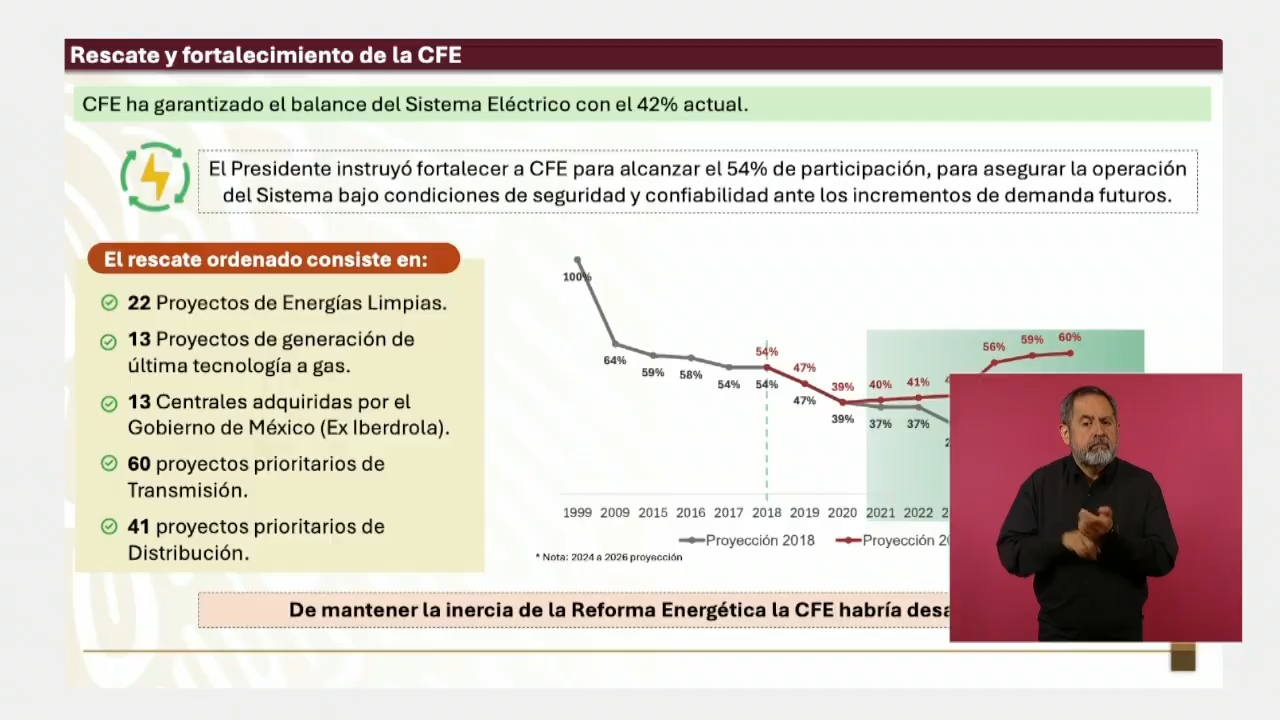 Rescate y fortalecimiento de la CFE
CFE ha garantizado el balance del Sistema Eléctrico con el 42% actual.
El Presidente instruyó fortalecer a CFE para alcanzar el 54% de participación, para asegurar la operación
del Sistema bajo condiciones de seguridad y confiabilidad ante los incrementos de demanda futuros.
El rescate ordenado consiste en:
22 Proyectos de Energías Limpias.
13 Proyectos de generación de
última tecnología a gas.
13 Centrales adquiridas por el
Gobierno de México (Ex Iberdrola).
60 proyectos prioritarios de
Transmisión.
41 proyectos prioritarios de
Distribución.
100%
64%
59%
58%
54%
54%
54%
47%
47%
39%
39%
40%
37%
41%
37%
56%
59%
60%
1999 2009 2015 2016 2017 2018 2019 2020 2021 2022
Proyección 2018
Proyección
* Nota: 2024 a 2026 proyección
De mantener la inercia de la Reforma Energética la CFE habría